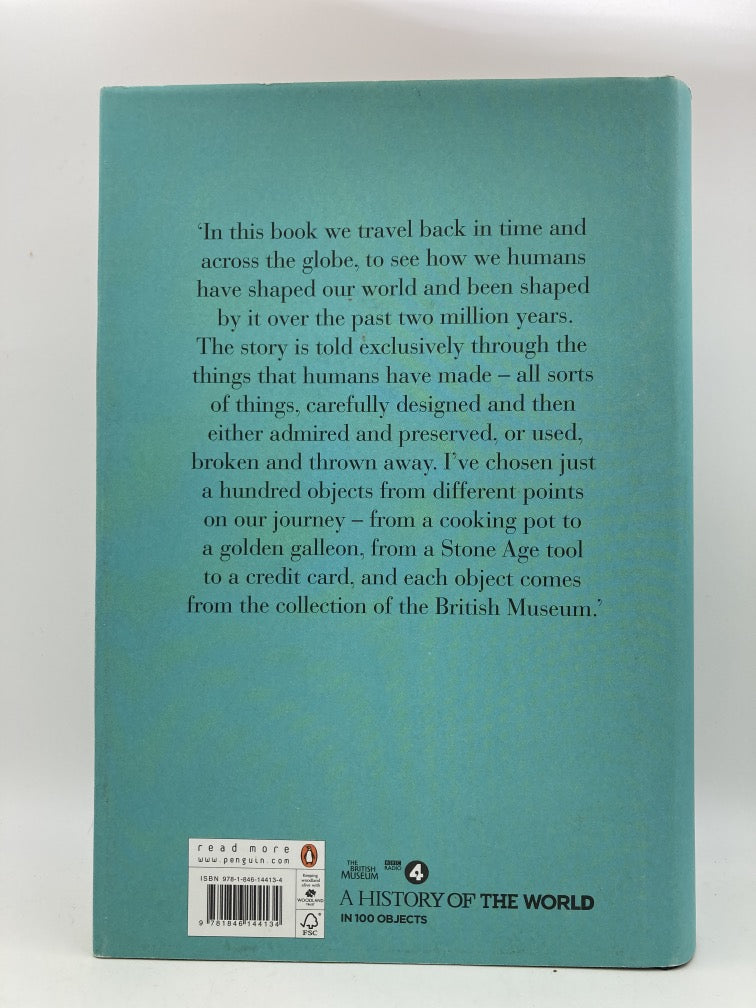 ‘In this book we travel back in time and
across the globe, to see how we humans
have shaped our world and been shaped
by it over the past two million years.
The story is told exclusively through the
things that humans have made – all sorts
of things, carefully designed and then
either admired and preserved, or used,
broken and thrown away. I’ve chosen just
a hundred objects from different points
on our journey – from a cooking pot to
a golden galleon, from a Stone Age tool
to a credit card, and each object comes
from the collection of the British Museum.’
read more
www.penguin.com
ISBN 978-1-846-14413-4
9 781846 144134
Keeping
woodland
alive with
WOODLAND
TRUST
FSC
THE
BRITISH
MUSEUM
BBC
RADIO
4
A HISTORY OF THE WORLD
IN 100 OBJECTS